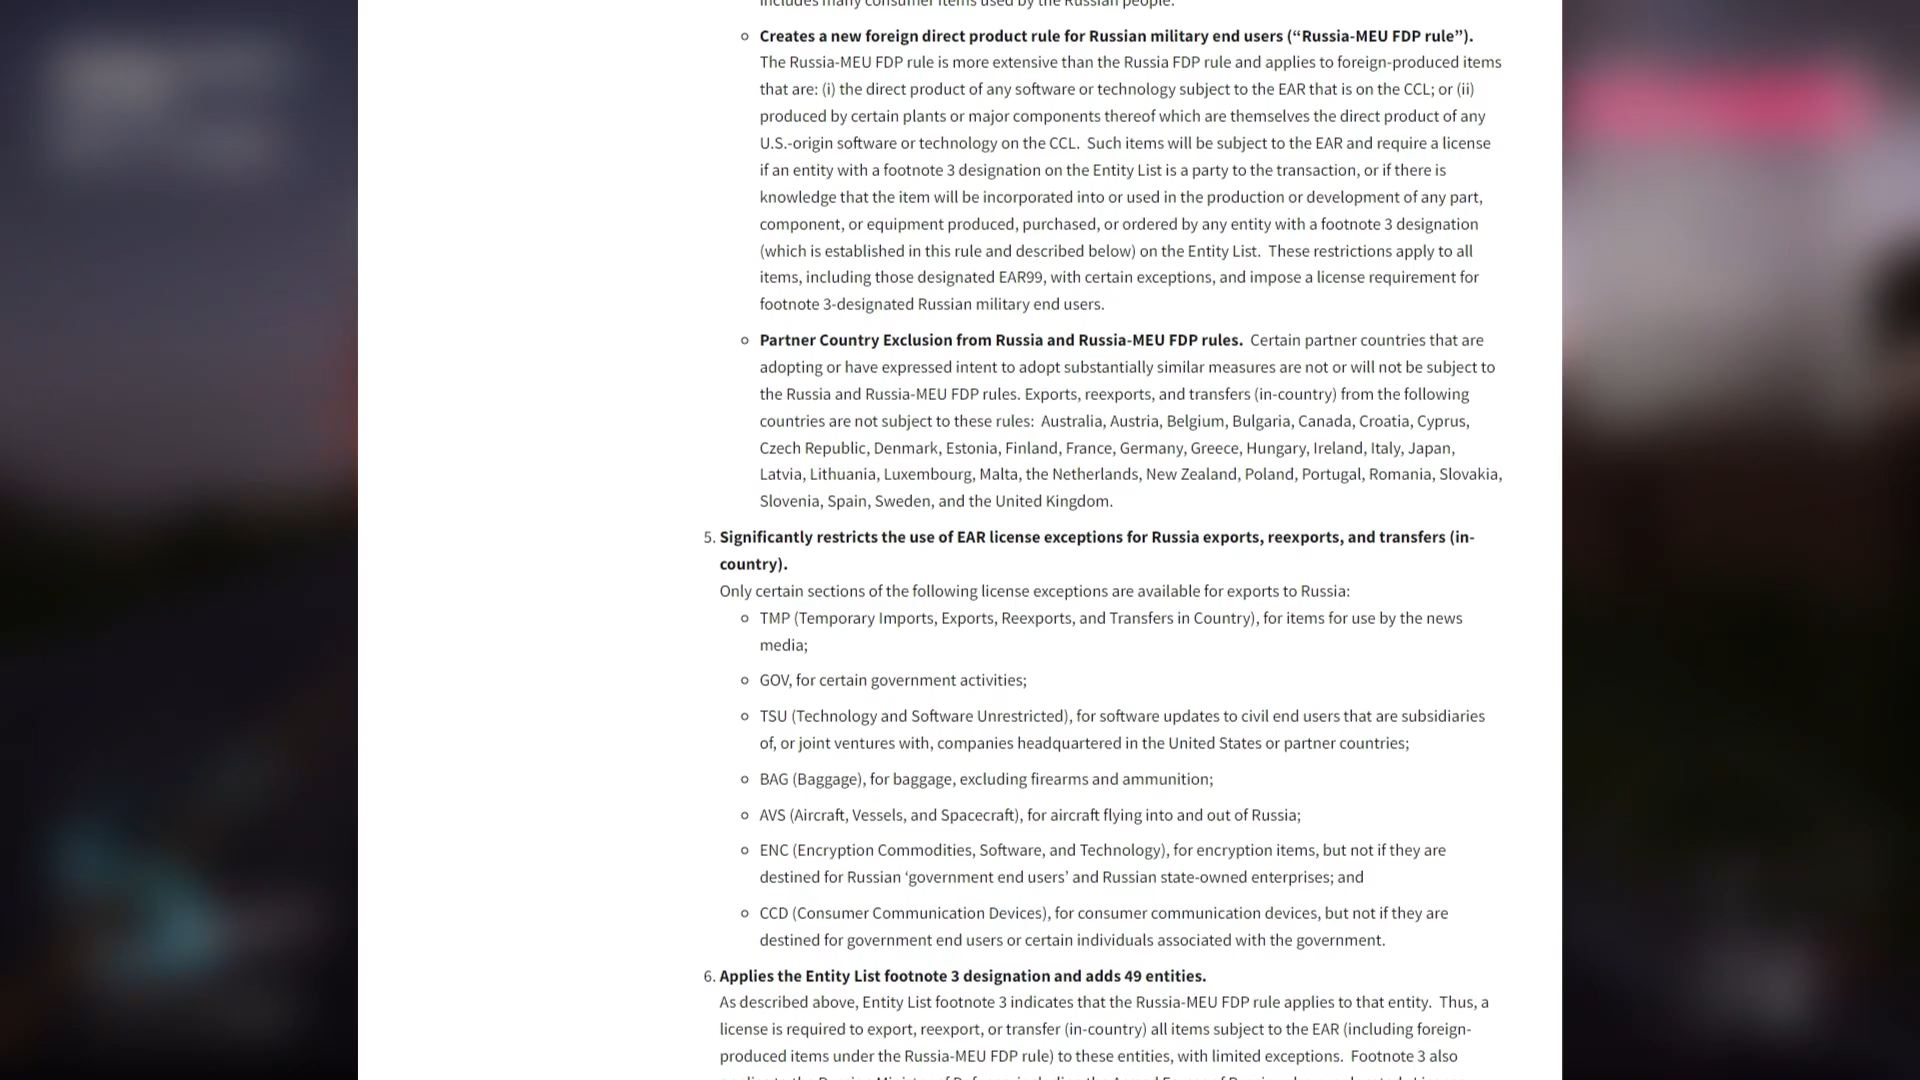 includes many consumer items used by the Russian people.
Creates a new foreign direct product rule for Russian military end users (“Russia-MEU FDP rule”).
The Russia-MEU FDP rule is more extensive than the Russia FDP rule and applies to foreign-produced items
that are: (i) the direct product of any software or technology subject to the EAR that is on the CCL; or (ii)
produced by certain plants or major components thereof which are themselves the direct product of any
U.S.-origin software or technology on the CCL.  Such items will be subject to the EAR and require a license
if an entity with a footnote 3 designation on the Entity List is a party to the transaction, or if there is
knowledge that the item will be incorporated into or used in the production or development of any part,
component, or equipment produced, purchased, or ordered by any entity with a footnote 3 designation
(which is established in this rule and described below) on the Entity List.  These restrictions apply to all
items, including those designated EAR99, with certain exceptions, and impose a license requirement for
footnote 3-designated Russian military end users.
Partner Country Exclusion from Russia and Russia-MEU FDP rules.  Certain partner countries that are
adopting or have expressed intent to adopt substantially similar measures are not or will not be subject to
the Russia and Russia-MEU FDP rules. Exports, reexports, and transfers (in-country) from the following
countries are not subject to these rules:  Australia, Austria, Belgium, Bulgaria, Canada, Croatia, Cyprus,
Czech Republic, Denmark, Estonia, Finland, France, Germany, Greece, Hungary, Ireland, Italy, Japan,
Latvia, Lithuania, Luxembourg, Malta, the Netherlands, New Zealand, Poland, Portugal, Romania, Slovakia,
Slovenia, Spain, Sweden, and the United Kingdom.
5. Significantly restricts the use of EAR license exceptions for Russia exports, reexports, and transfers (in-
country).
Only certain sections of the following license exceptions are available for exports to Russia:
TMP (Temporary Imports, Exports, Reexports, and Transfers in Country), for items for use by the news
media;
GOV, for certain government activities;
TSU (Technology and Software Unrestricted), for software updates to civil end users that are subsidiaries
of, or joint ventures with, companies headquartered in the United States or partner countries;
BAG (Baggage), for baggage, excluding firearms and ammunition;
AVS (Aircraft, Vessels, and Spacecraft), for aircraft flying into and out of Russia;
ENC (Encryption Commodities, Software, and Technology), for encryption items, but not if they are
destined for Russian ‘government end users’ and Russian state-owned enterprises; and
CCD (Consumer Communication Devices), for consumer communication devices, but not if they are
destined for government end users or certain individuals associated with the government.
6. Applies the Entity List footnote 3 designation and adds 49 entities.
As described above, Entity List footnote 3 indicates that the Russia-MEU FDP rule applies to that entity.  Thus, a
license is required to export, reexport, or transfer (in-country) all items subject to the EAR (including foreign-
produced items under the Russia-MEU FDP rule) to these entities, with limited exceptions.  Footnote 3 also